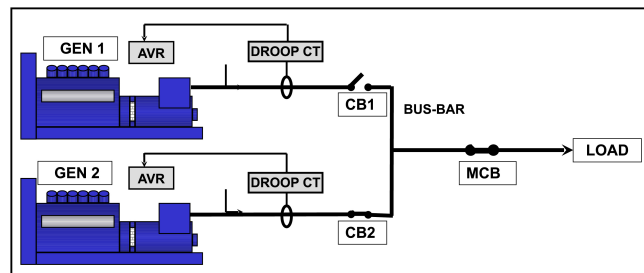 GEN 1
AVR
DROOP CT
CB1
BUS-BAR
MCB
LOAD
GEN 2
AVR
DROOP CT
CB2